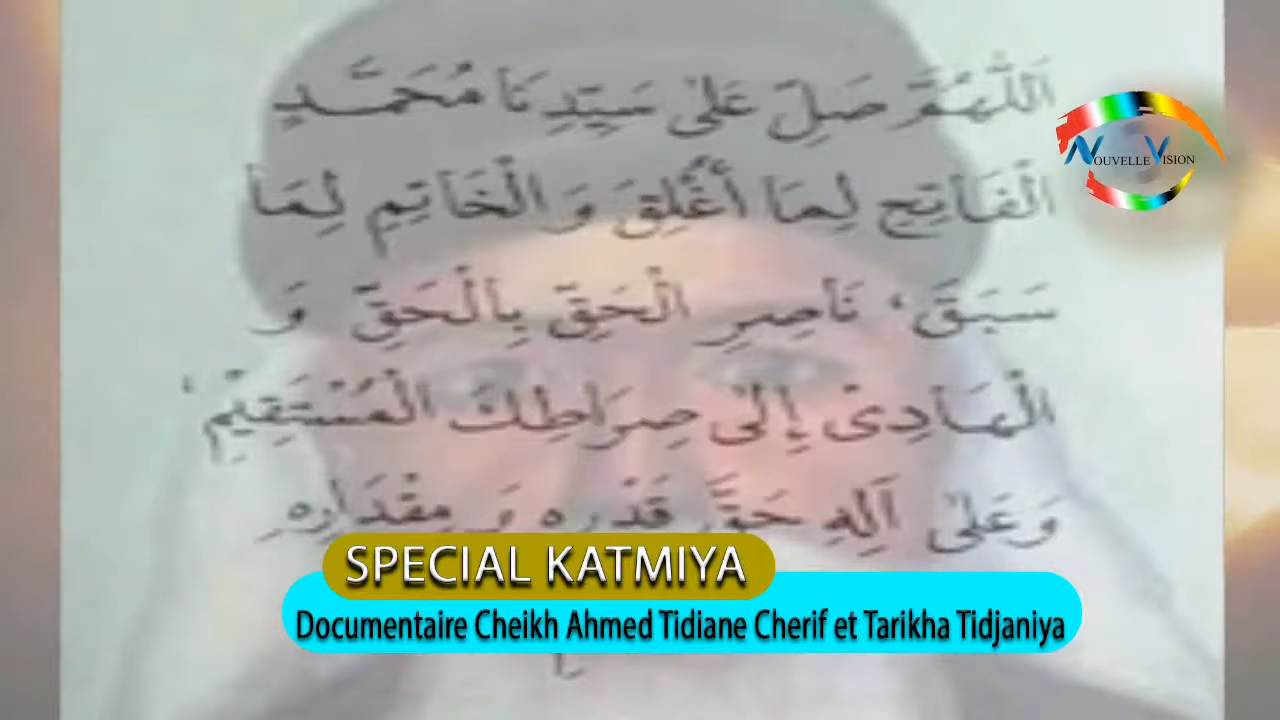 اَللّٰهُمَّ صَلِّ عَلٰى سَيِّدِنَا مُحَمَّدٍ
الْفَاتِحِ لِمَا أُغْلِقَ وَالْخَاتِمِ لِمَا
سَبَقَ، نَاصِرِ الْحَقِّ بِالْحَقِّ وَ
الْهَادِى إِلٰى صِرَاطِكَ الْمُسْتَقِيْمِ،
وَعَلٰى آلِهِ حَقَّ قَدْرِهِ وَ مِقْدَارِهِ
NOUVELLE VISION
SPECIAL KATMIYA
Documentaire Cheikh Ahmed Tidiane Cherif et Tarikha Tidjaniya